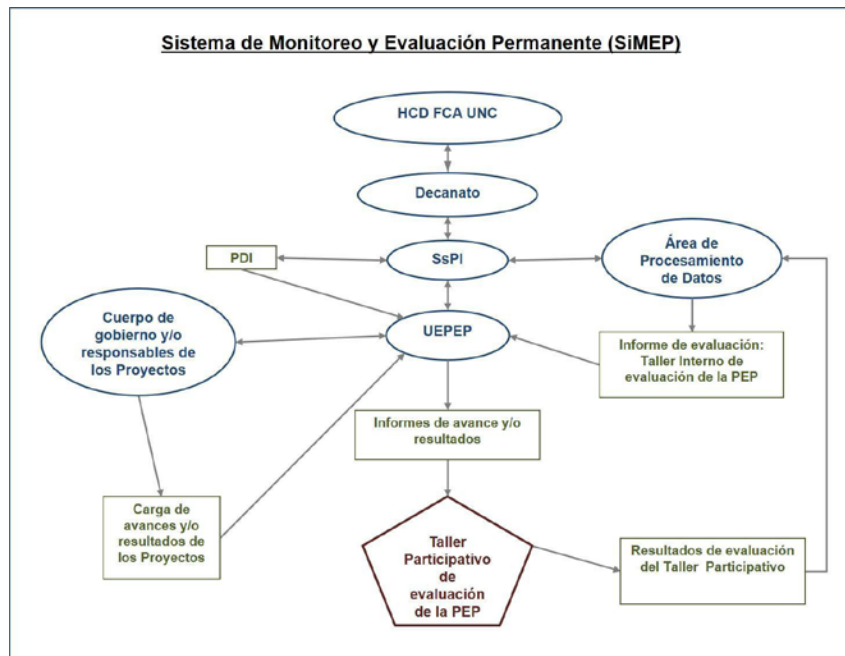 Sistema de Monitoreo y Evaluación Permanente (SiMEP)
HCD FCA UNC
Decanato
PDI
SsPI
Área de
Procesamiento
de Datos
Cuerpo de
gobierno y/o
responsables de
los Proyectos
UEPEP
Informe de evaluación:
Taller Interno de
evaluación de la PEP
Informes de avance y/o
resultados
Carga de
avances y/o
resultados de
los Proyectos
Taller
Participativo
de
evaluación
de la PEP
Resultados de evaluación
del Taller Participativo